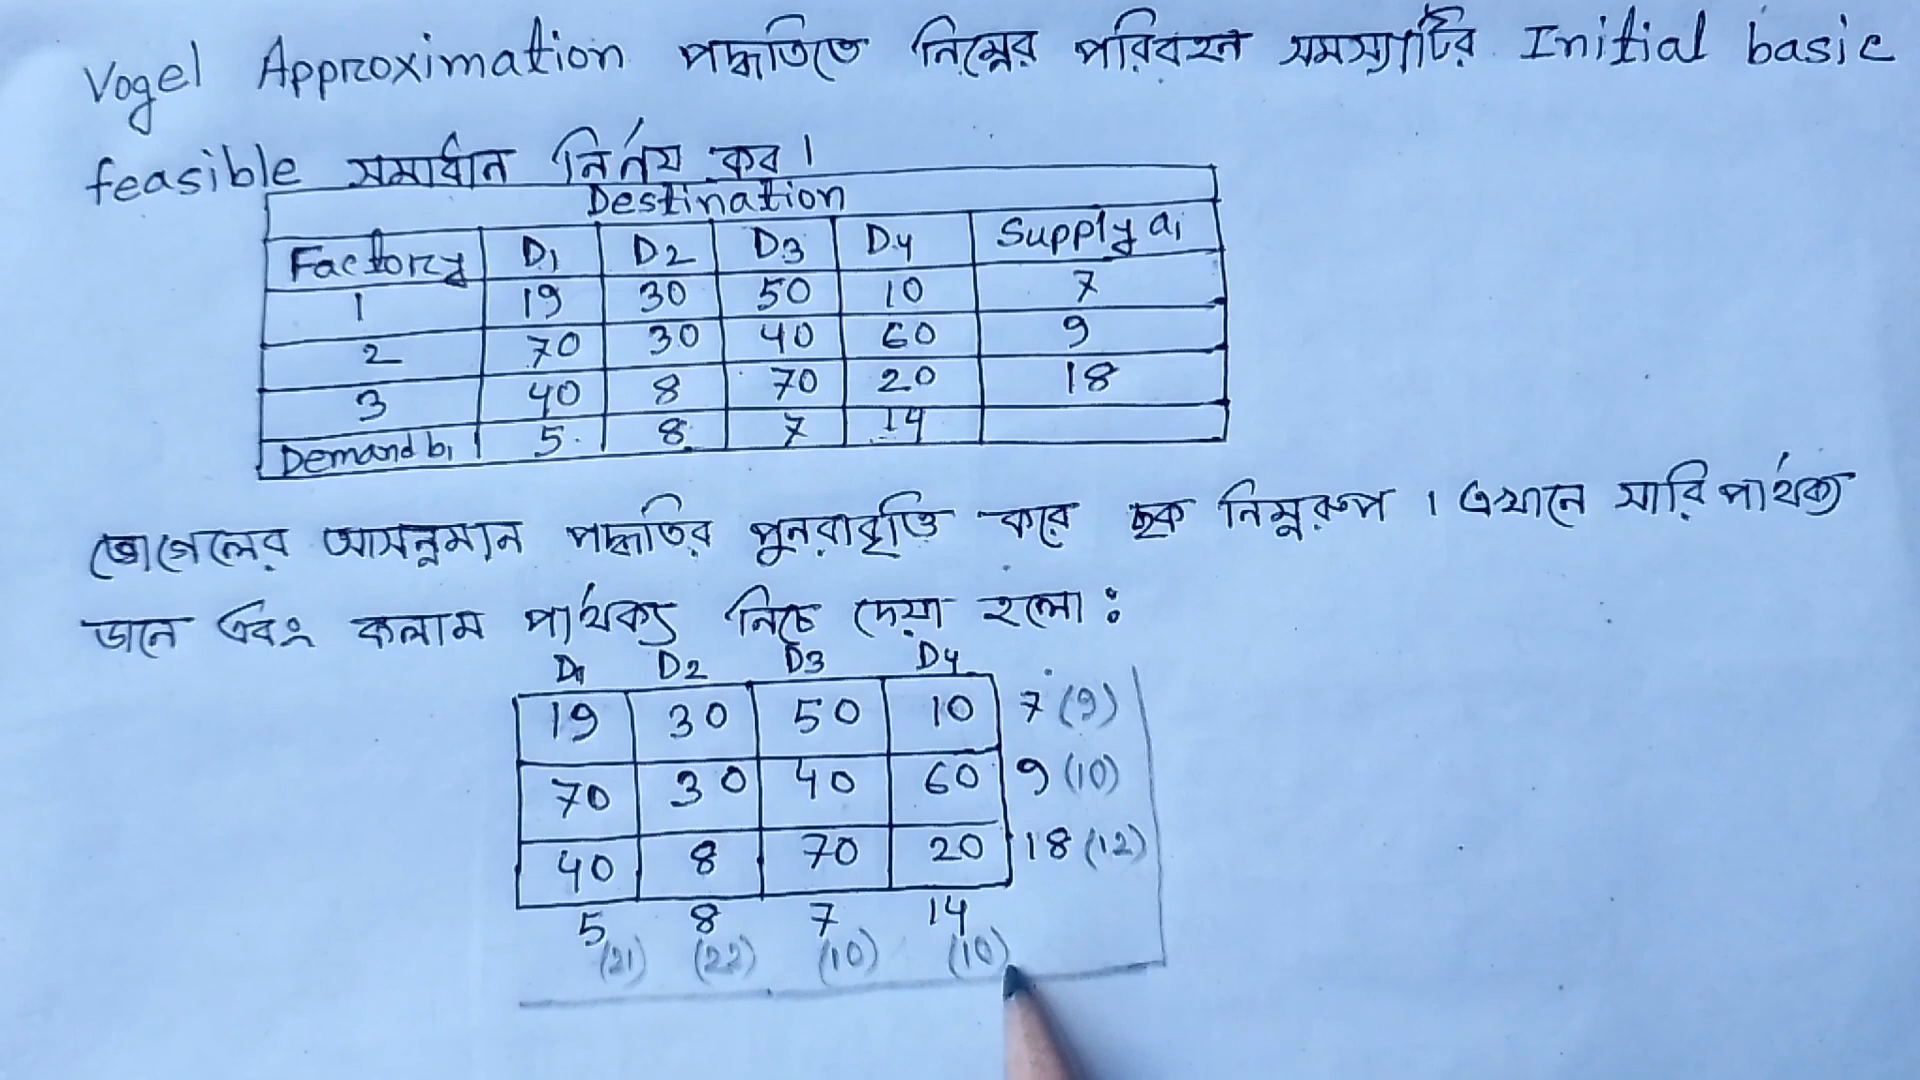 Vogel Approximation পদ্ধতিতে নিম্নের পরিবহন সমস্যাটির Initial basic
feasible সমাধান নির্ণয় কর।
Destination
Factory D1 D2 D3 D4 Supply a1
1 19 30 50 10 7
2 70 30 40 60 9
3 40 8 70 20 18
Demand b1 5 8 7 14
ভোগেলের আসন্নমান পদ্ধতির পুনরাবৃত্তি করে ছক নিম্নরুপ । এখানে সারি পার্থক্য
ডানে এবং কলাম পার্থক্য নিচে দেয়া হলো :
D1 D2 D3 D4
19 30 50 10 7 (9)
70 30 40 60 9 (10)
40 8 70 20 18 (12)
5 8 7 14
(21) (22) (10) (10)